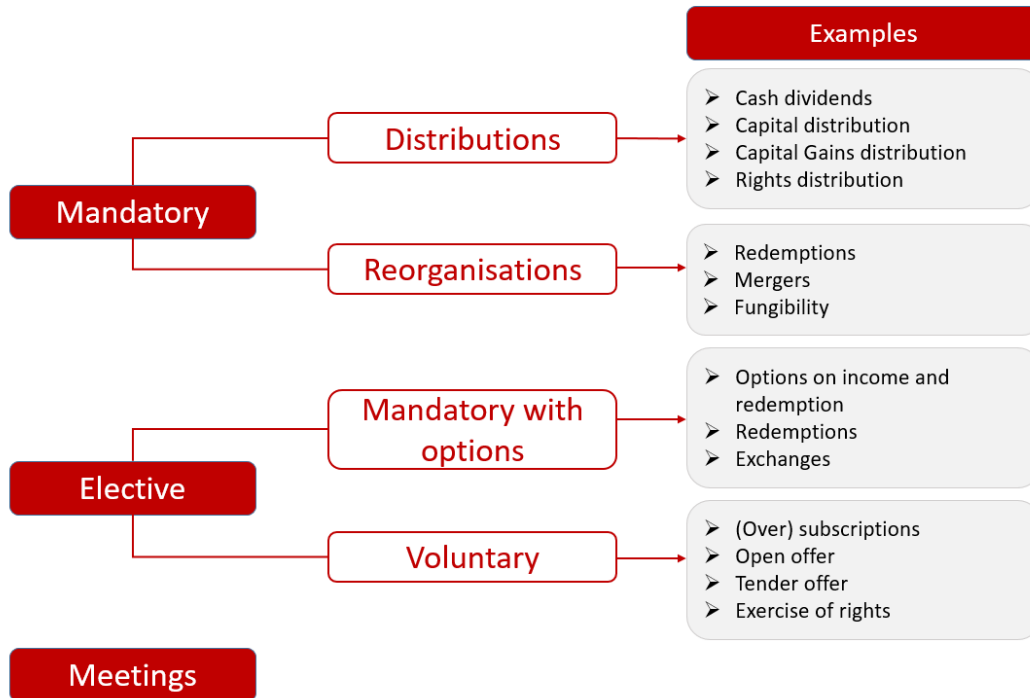 Examples
Mandatory
Distributions
➤ Cash dividends
➤ Capital distribution
➤ Capital Gains distribution
➤ Rights distribution
Reorganisations
➤ Redemptions
➤ Mergers
➤ Fungibility
Elective
Mandatory with
options
➤ Options on income and
redemption
➤ Redemptions
➤ Exchanges
Voluntary
➤ (Over) subscriptions
➤ Open offer
➤ Tender offer
➤ Exercise of rights
Meetings